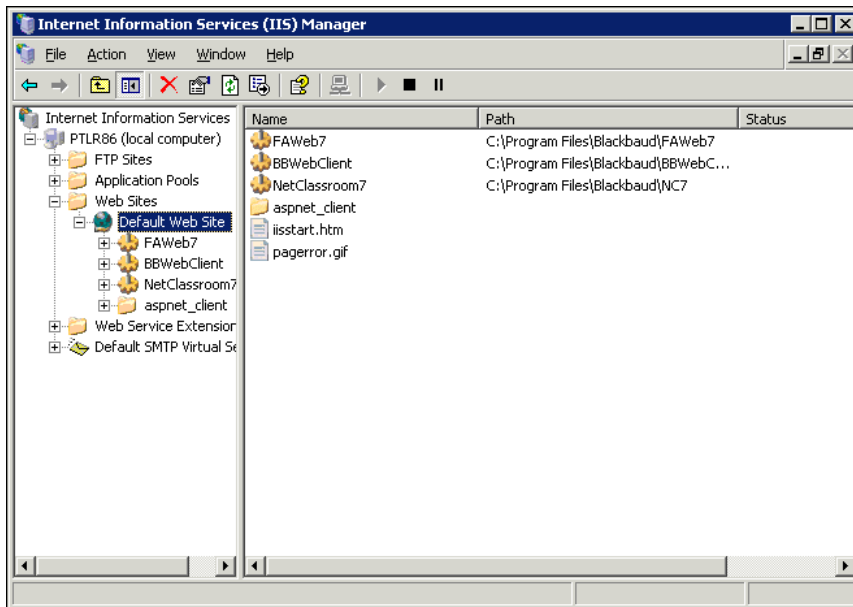 Internet Information Services (IIS) Manager
File Action View Window Help
Internet Information Services
PTLR86 (local computer)
FTP Sites
Application Pools
Web Sites
Default Web Site
FAWeb7
BBWebClient
NetClassroom7
aspnet_client
Web Service Extension
Default SMTP Virtual Se
Name Path Status
FAWeb7 C:\Program Files\Blackbaud\FAWeb7
BBWebClient C:\Program Files\Blackbaud\BBWebC...
NetClassroom7 C:\Program Files\Blackbaud\NC7
aspnet_client
iisstart.htm
pagerror.gif